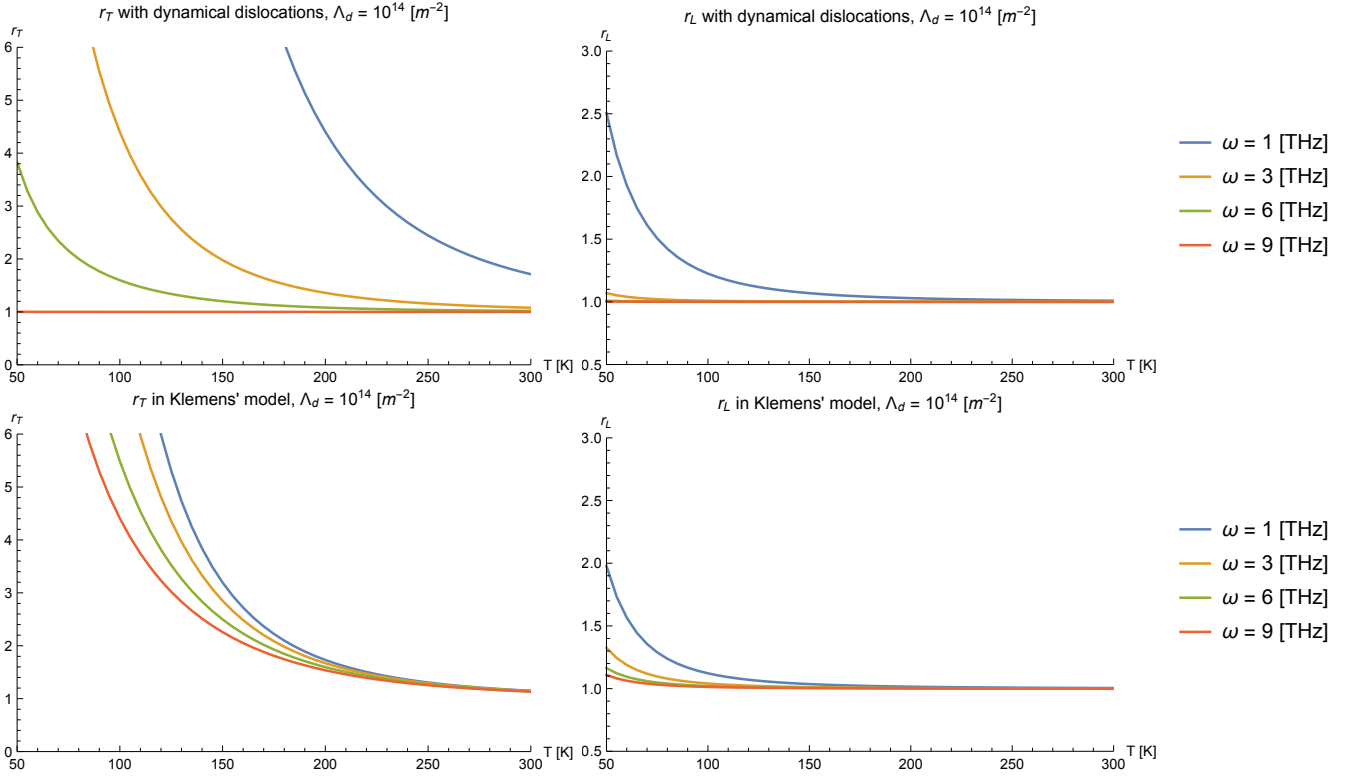 r_T with dynamical dislocations, Λ_d = 10^14 [m^-2]
r_T
6
5
4
3
2
1
0
50 100 150 200 250 300
T [K]
r_L with dynamical dislocations, Λ_d = 10^14 [m^-2]
r_L
3.0
2.5
2.0
1.5
1.0
0.5
50 100 150 200 250 300
T [K]
ω = 1 [THz]
ω = 3 [THz]
ω = 6 [THz]
ω = 9 [THz]
r_T in Klemens' model, Λ_d = 10^14 [m^-2]
r_T
6
5
4
3
2
1
0
50 100 150 200 250 300
T [K]
r_L in Klemens' model, Λ_d = 10^14 [m^-2]
r_L
3.0
2.5
2.0
1.5
1.0
0.5
50 100 150 200 250 300
T [K]
ω = 1 [THz]
ω = 3 [THz]
ω = 6 [THz]
ω = 9 [THz]